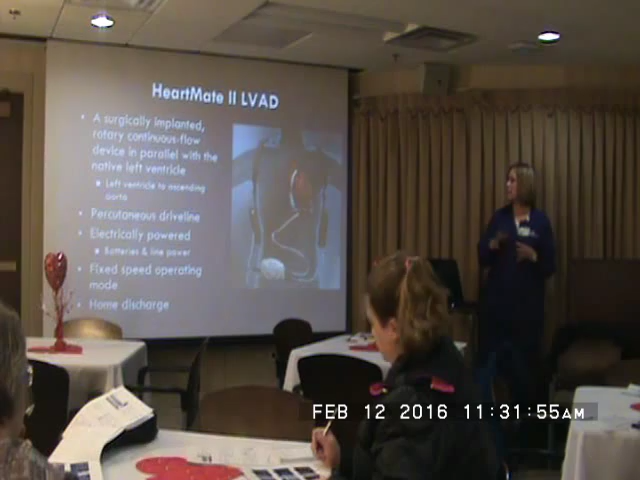 HeartMate II LVAD
• A surgically implanted,
rotary continuous-flow
device in parallel with the
native left ventricle
• Left ventricle to ascending
aorta
• Percutaneous driveline
• Electrically powered
• Batteries & line power
• Fixed speed operating
mode
• Home discharge
FEB 12 2016 11:31:55AM